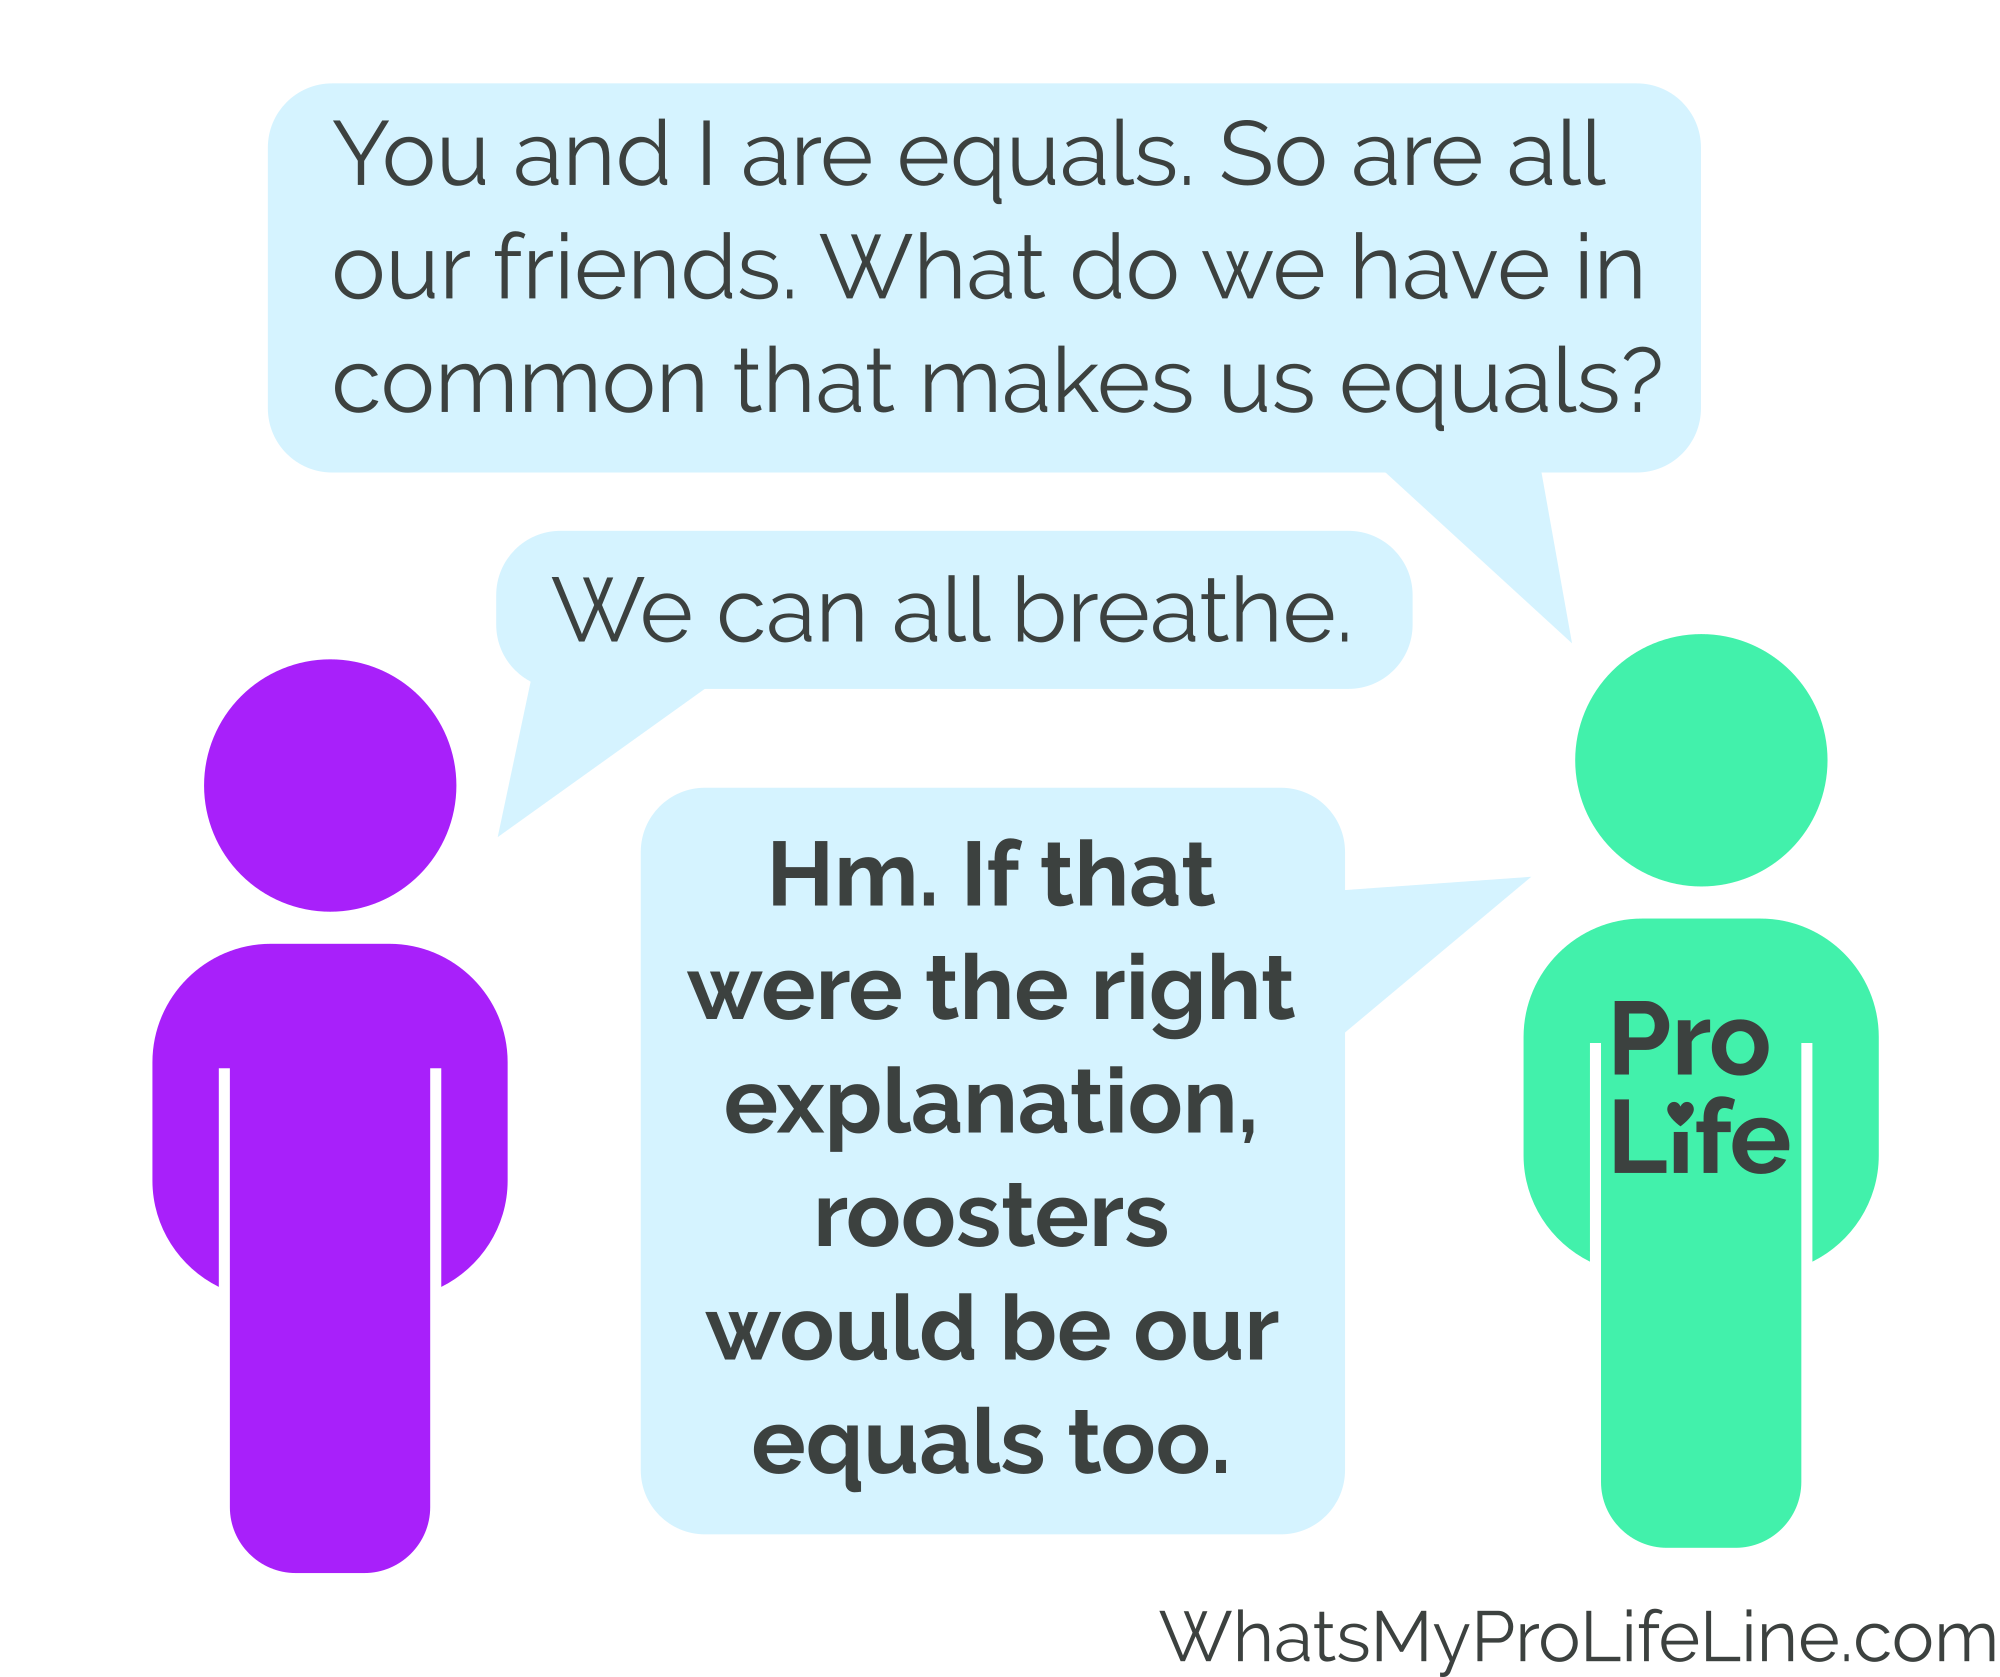 You and I are equals. So are all
our friends. What do we have in
common that makes us equals?
We can all breathe.
Hm. If that
were the right
explanation,
roosters
would be our
equals too.
Pro
Life
WhatsMyProLifeLine.com